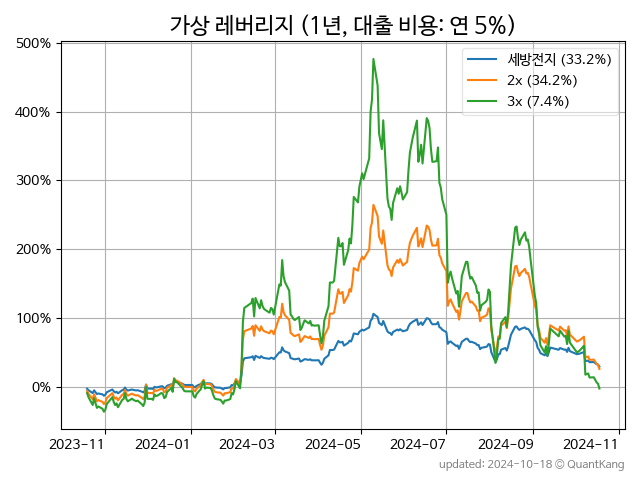 가상 레버리지 (1년, 대출 비용: 연 5%)
500%
400%
300%
200%
100%
0%
세방전지 (33.2%)
2x (34.2%)
3x (7.4%)
2023-11
2024-01
2024-03
2024-05
2024-07
2024-09
2024-11
updated: 2024-10-18 © QuantKang